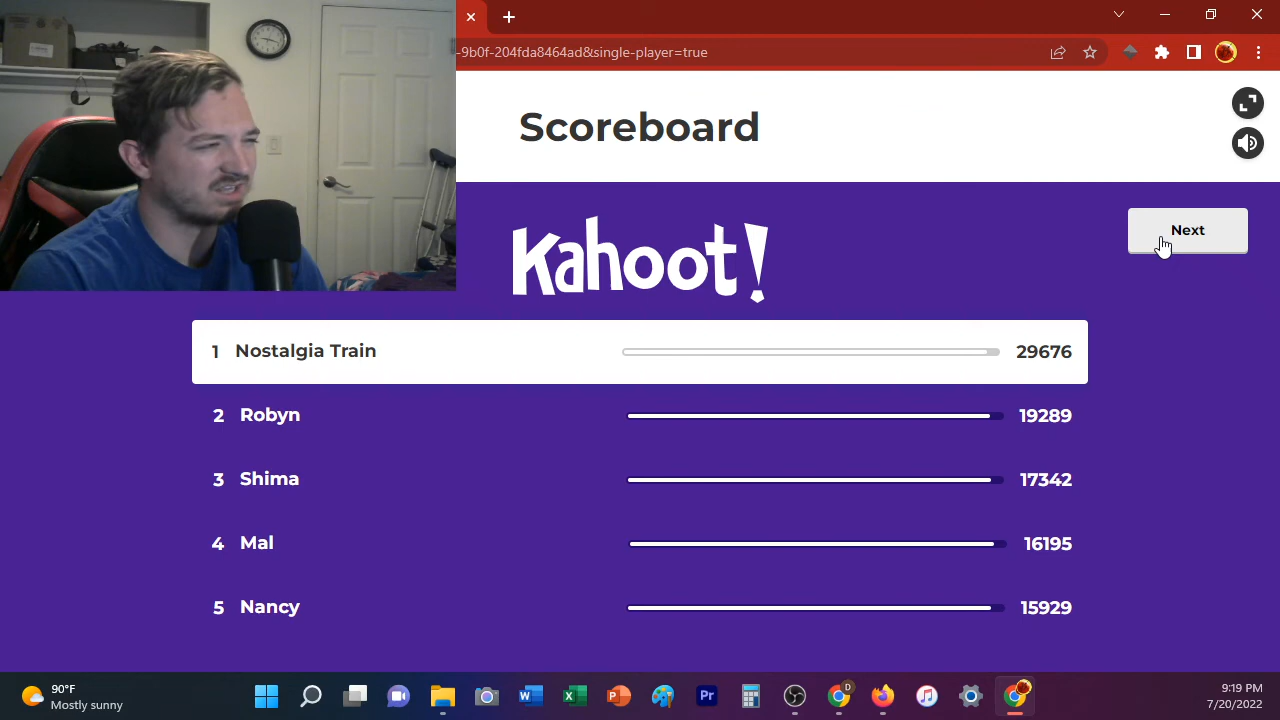 -9b0f-204fda8464ad&single-player=true
Scoreboard
Next
Kahoot!
1 Nostalgia Train 29676
2 Robyn 19289
3 Shima 17342
4 Mal 16195
5 Nancy 15929
90°F
Mostly sunny
W
X
P
Pr
D
9:19 PM
7/20/2022